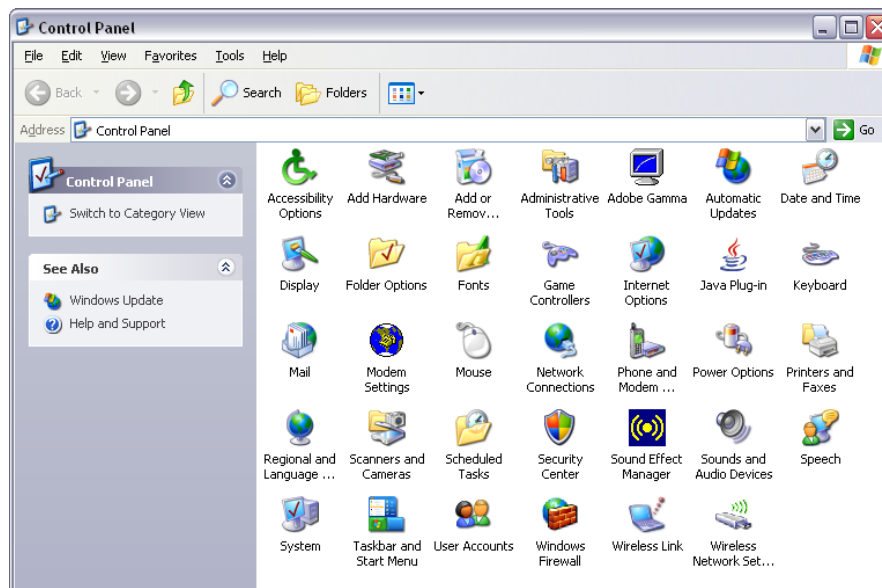 Control Panel
File Edit View Favorites Tools Help
Back Search Folders
Address Control Panel Go
Control Panel
Switch to Category View
See Also
Windows Update
Help and Support
Accessibility Options
Add Hardware
Add or Remov...
Administrative Tools
Adobe Gamma
Automatic Updates
Date and Time
Display
Folder Options
Fonts
Game Controllers
Internet Options
Java Plug-in
Keyboard
Mail
Modem Settings
Mouse
Network Connections
Phone and Modem ...
Power Options
Printers and Faxes
Regional and Language ...
Scanners and Cameras
Scheduled Tasks
Security Center
Sound Effect Manager
Sounds and Audio Devices
Speech
System
Taskbar and Start Menu
User Accounts
Windows Firewall
Wireless Link
Wireless Network Set...